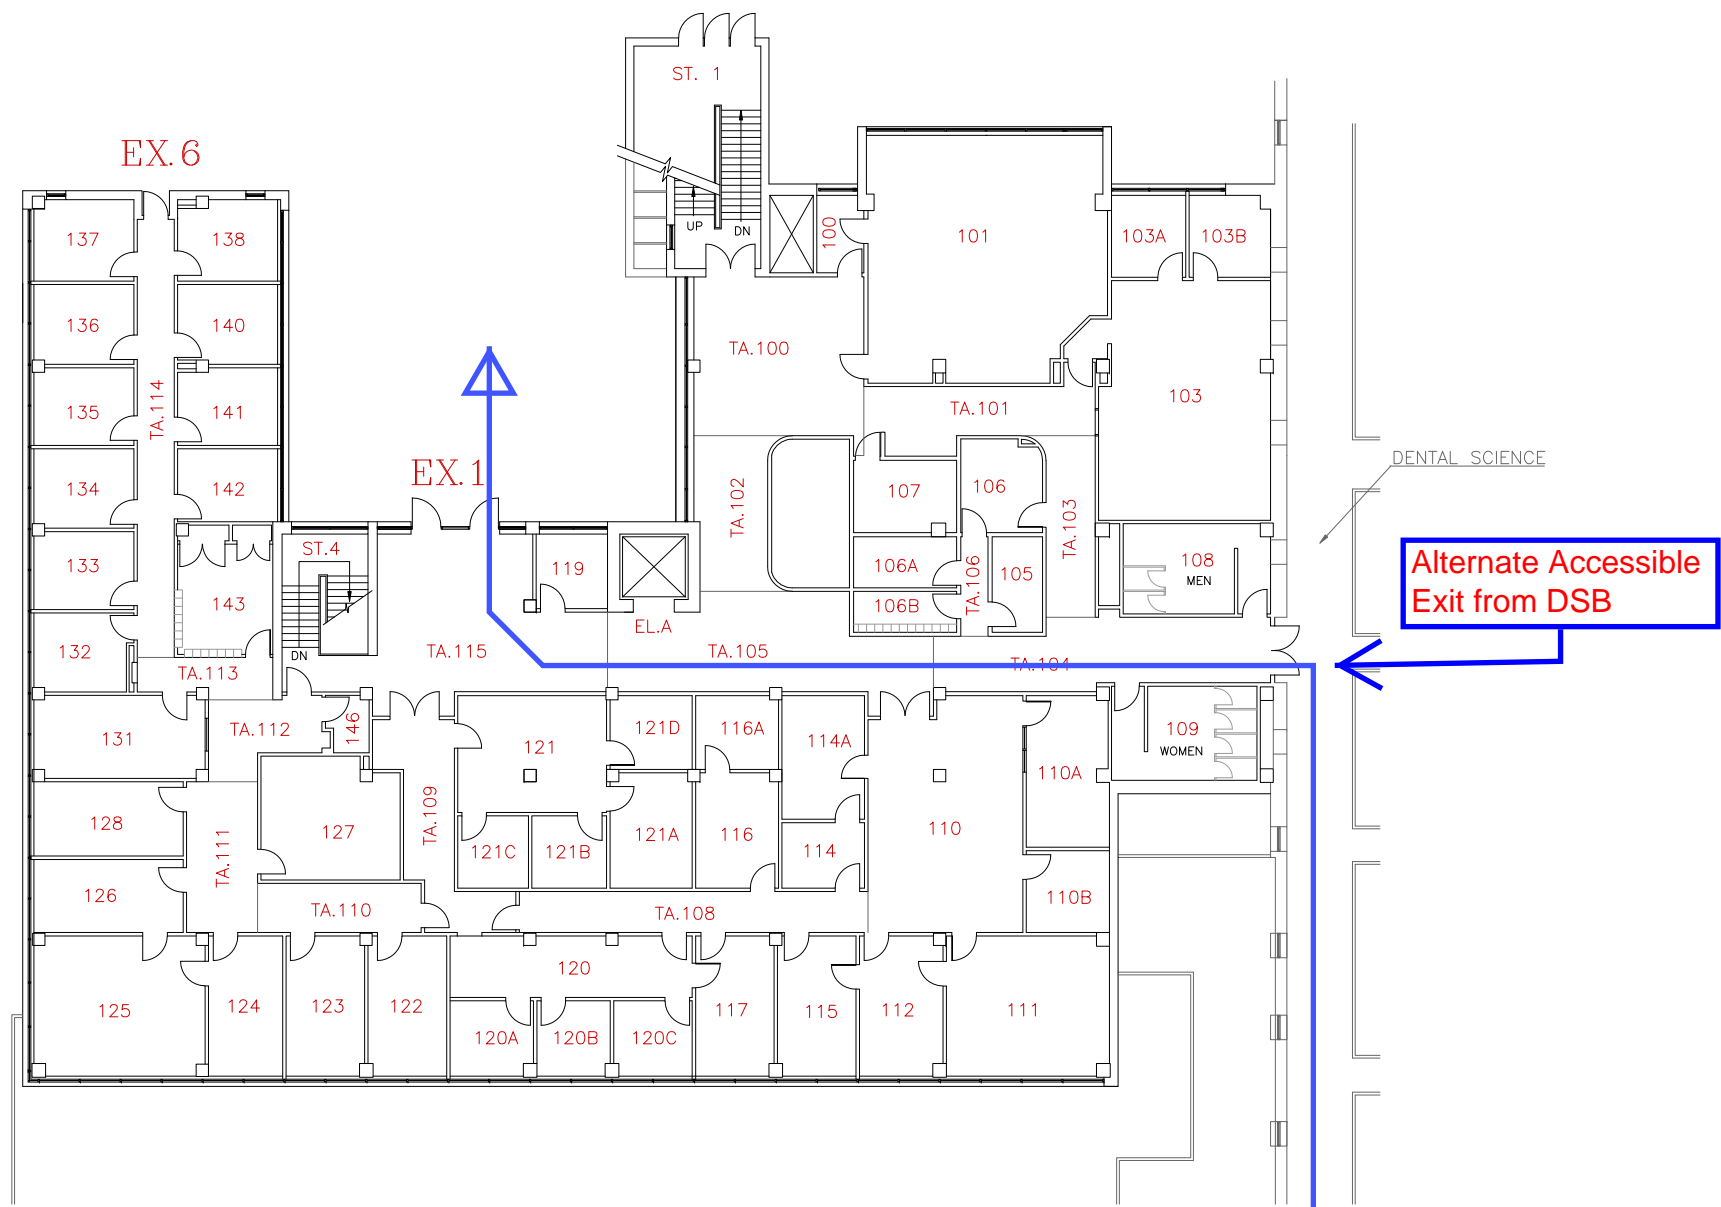 ST. 1
EX.6
UP
DN
100
101
103A
103B
137
138
136
140
TA.100
135
TA.114
141
TA.101
103
134
142
EX.1
TA.102
107
106
TA.103
DENTAL SCIENCE
133
ST.4
119
106A
TA.106
105
108
MEN
Alternate Accessible
Exit from DSB
143
106B
EL.A
132
TA.113
DN
TA.115
TA.105
TA.104
131
TA.112
146
121
121D
116A
114A
110A
109
WOMEN
128
127
TA.109
121C
121B
121A
116
114
110
126
TA.111
TA.110
TA.108
110B
125
124
123
122
120
120A
120B
120C
117
115
112
111